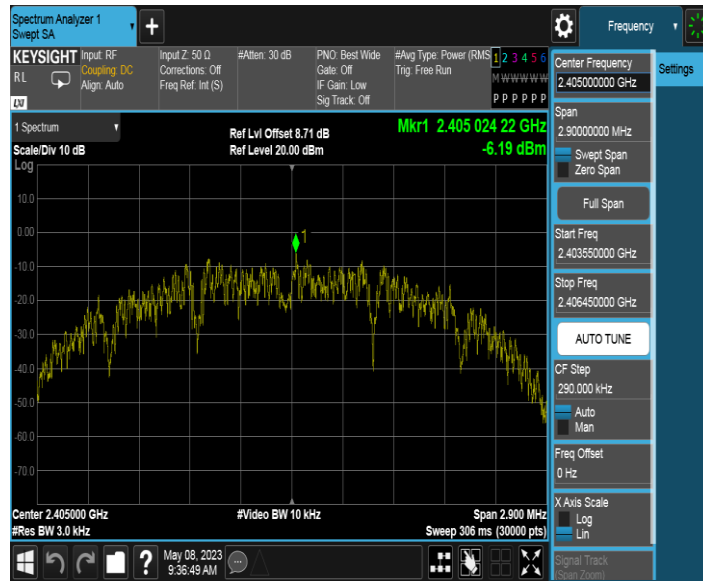 Spectrum Analyzer 1
Swept SA
+
Frequency
KEYSIGHT
RL
LXI
Input: RF
Coupling: DC
Align: Auto
Input Z: 50 Ω
Corrections: Off
Freq Ref: Int (S)
#Atten: 30 dB
PNO: Best Wide
Gate: Off
IF Gain: Low
Sig Track: Off
#Avg Type: Power (RMS
Trig: Free Run
1 2 3 4 5 6
M W W W W W
P P P P P P
1 Spectrum
Scale/Div 10 dB
Log
Ref Lvl Offset 8.71 dB
Ref Level 20.00 dBm
Mkr1 2.405 024 22 GHz
-6.19 dBm
10.0
0.00
-10.0
-20.0
-30.0
-40.0
-50.0
-60.0
-70.0
1
Center 2.405000 GHz
#Res BW 3.0 kHz
#Video BW 10 kHz
Span 2.900 MHz
Sweep 306 ms (30000 pts)
Center Frequency
2.405000000 GHz
Settings
Span
2.90000000 MHz
Swept Span
Zero Span
Full Span
Start Freq
2.403550000 GHz
Stop Freq
2.406450000 GHz
AUTO TUNE
CF Step
290.000 kHz
Auto
Man
Freq Offset
0 Hz
X Axis Scale
Log
Lin
Signal Track
(Span Zoom)
?
May 08, 2023
9:36:49 AM